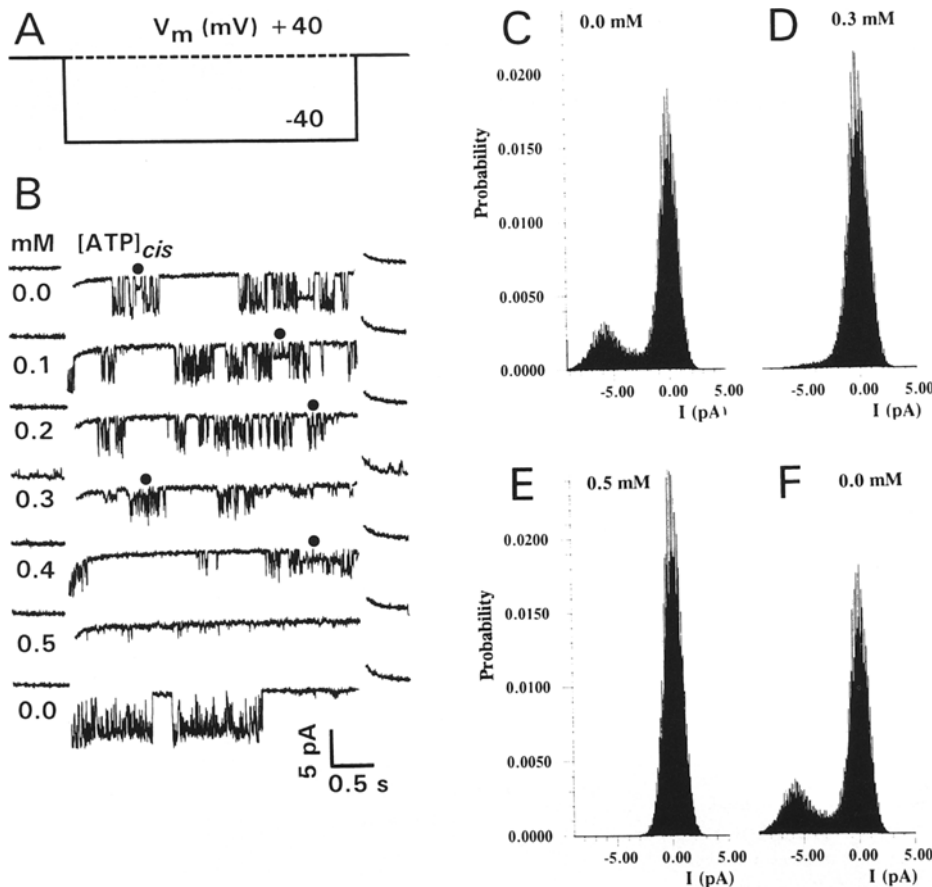 A
V_m (mV) +40
-40
B
mM [ATP]_cis
0.0
0.1
0.2
0.3
0.4
0.5
0.0
5 pA
0.5 s
C
0.0 mM
Probability
0.0200
0.0150
0.0100
0.0050
0.0000
-5.00 0.00 5.00
I (pA)
D
0.3 mM
-5.00 0.00 5.00
I (pA)
E
0.5 mM
Probability
0.0200
0.0150
0.0100
0.0050
0.0000
-5.00 0.00 5.00
I (pA)
F
0.0 mM
-5.00 0.00 5.00
I (pA)